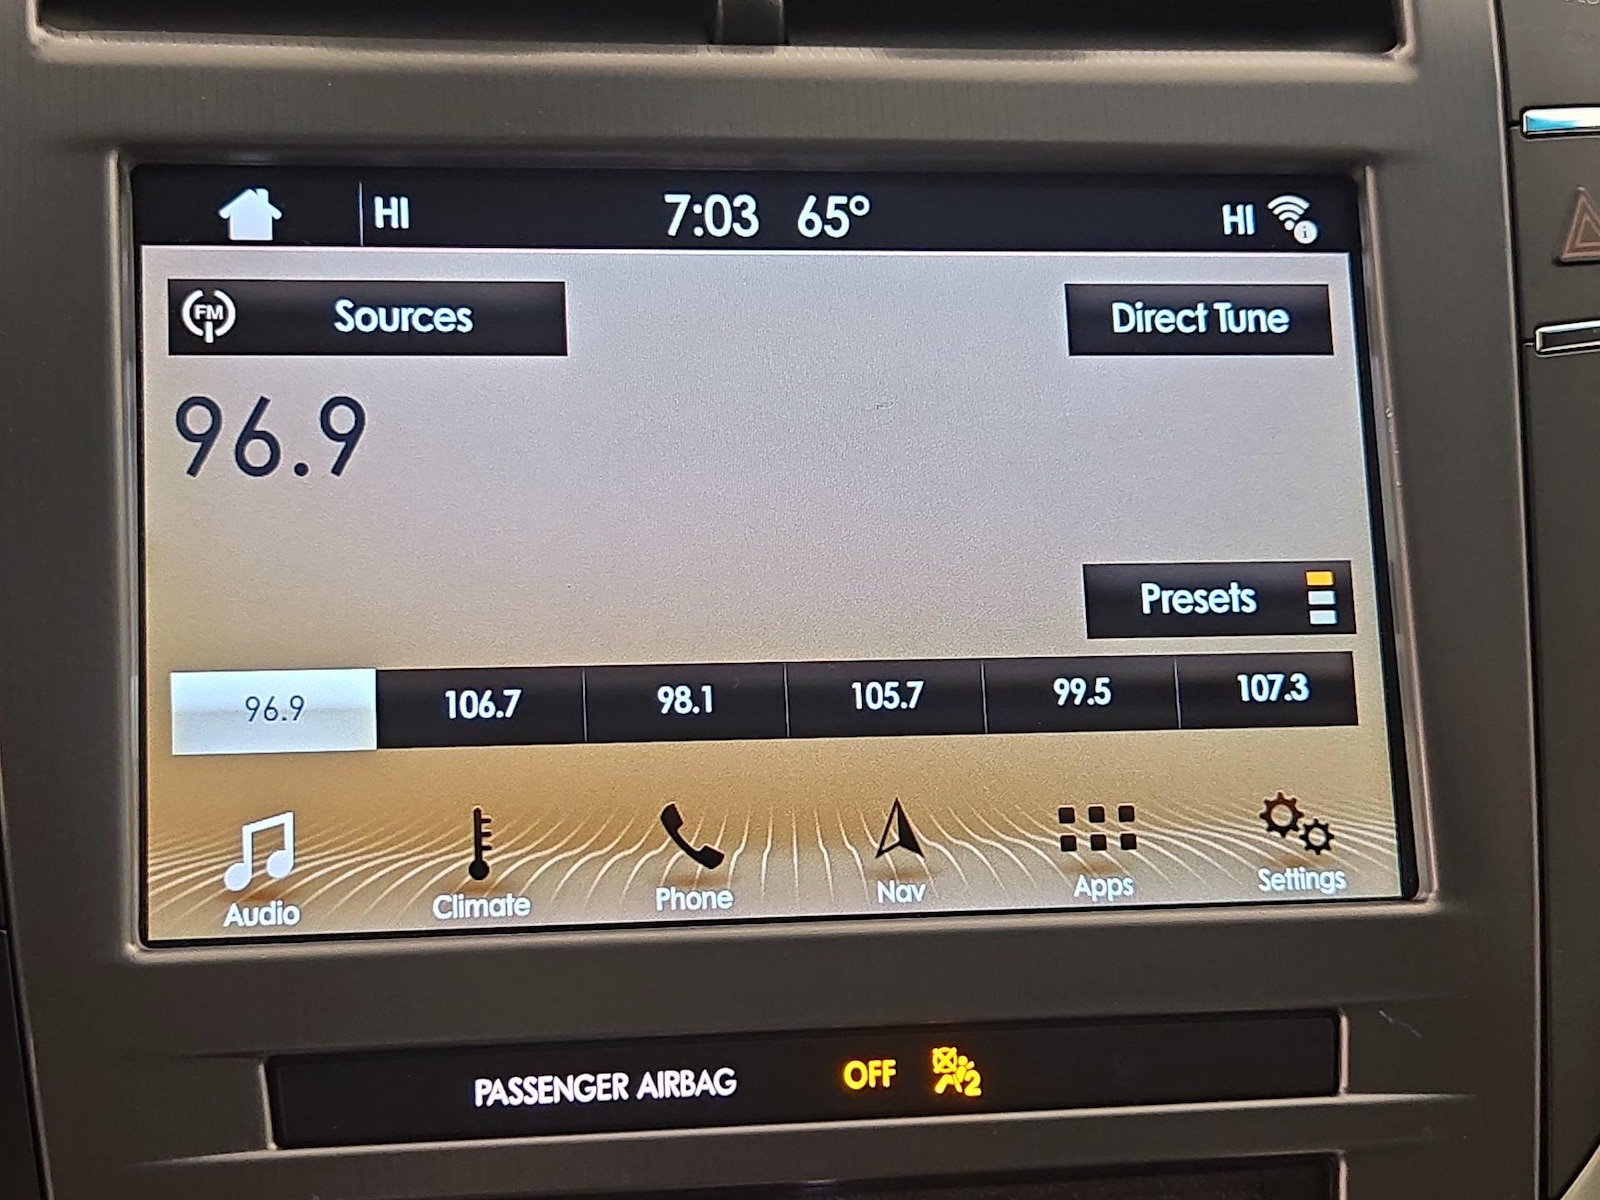 HI 7:03 65° HI
FM Sources Direct Tune
96.9
Presets
96.9 106.7 98.1 105.7 99.5 107.3
Audio Climate Phone Nav Apps Settings
PASSENGER AIRBAG OFF 2